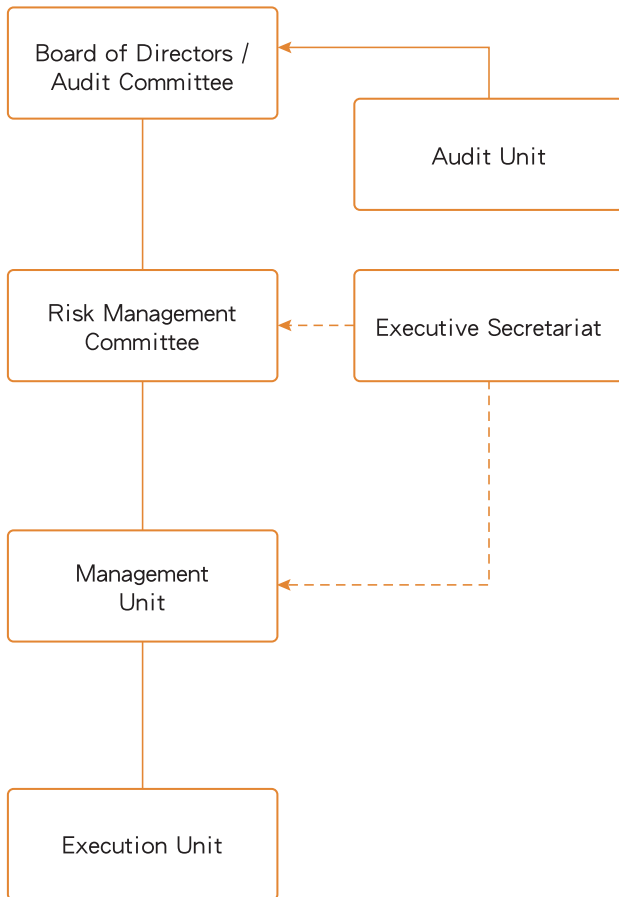 Board of Directors /
Audit Committee
Audit Unit
Risk Management
Committee
Executive Secretariat
Management
Unit
Execution Unit